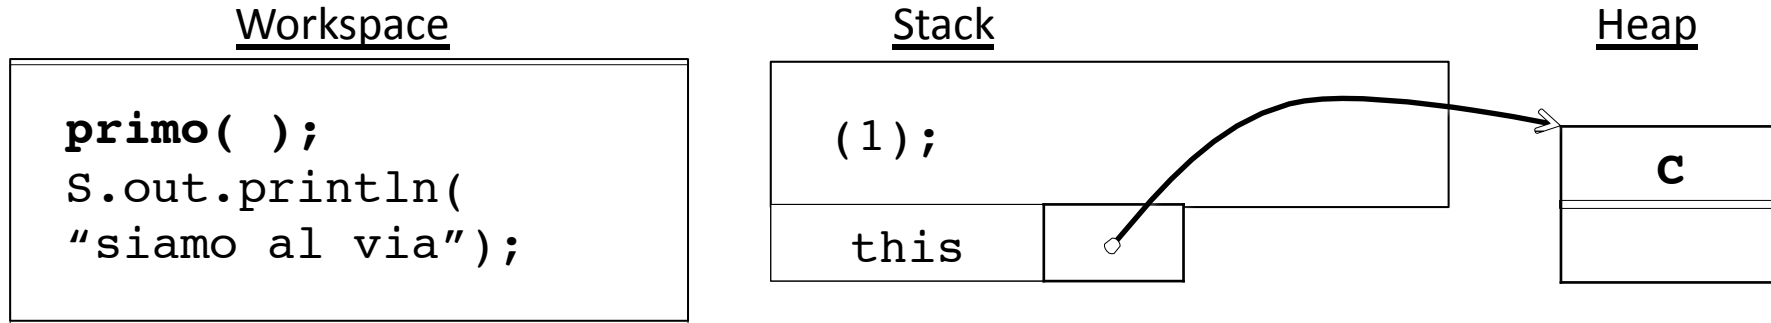 Workspace
Stack
Heap
primo( );
S.out.println(
“siamo al via”);
(1);
this
C